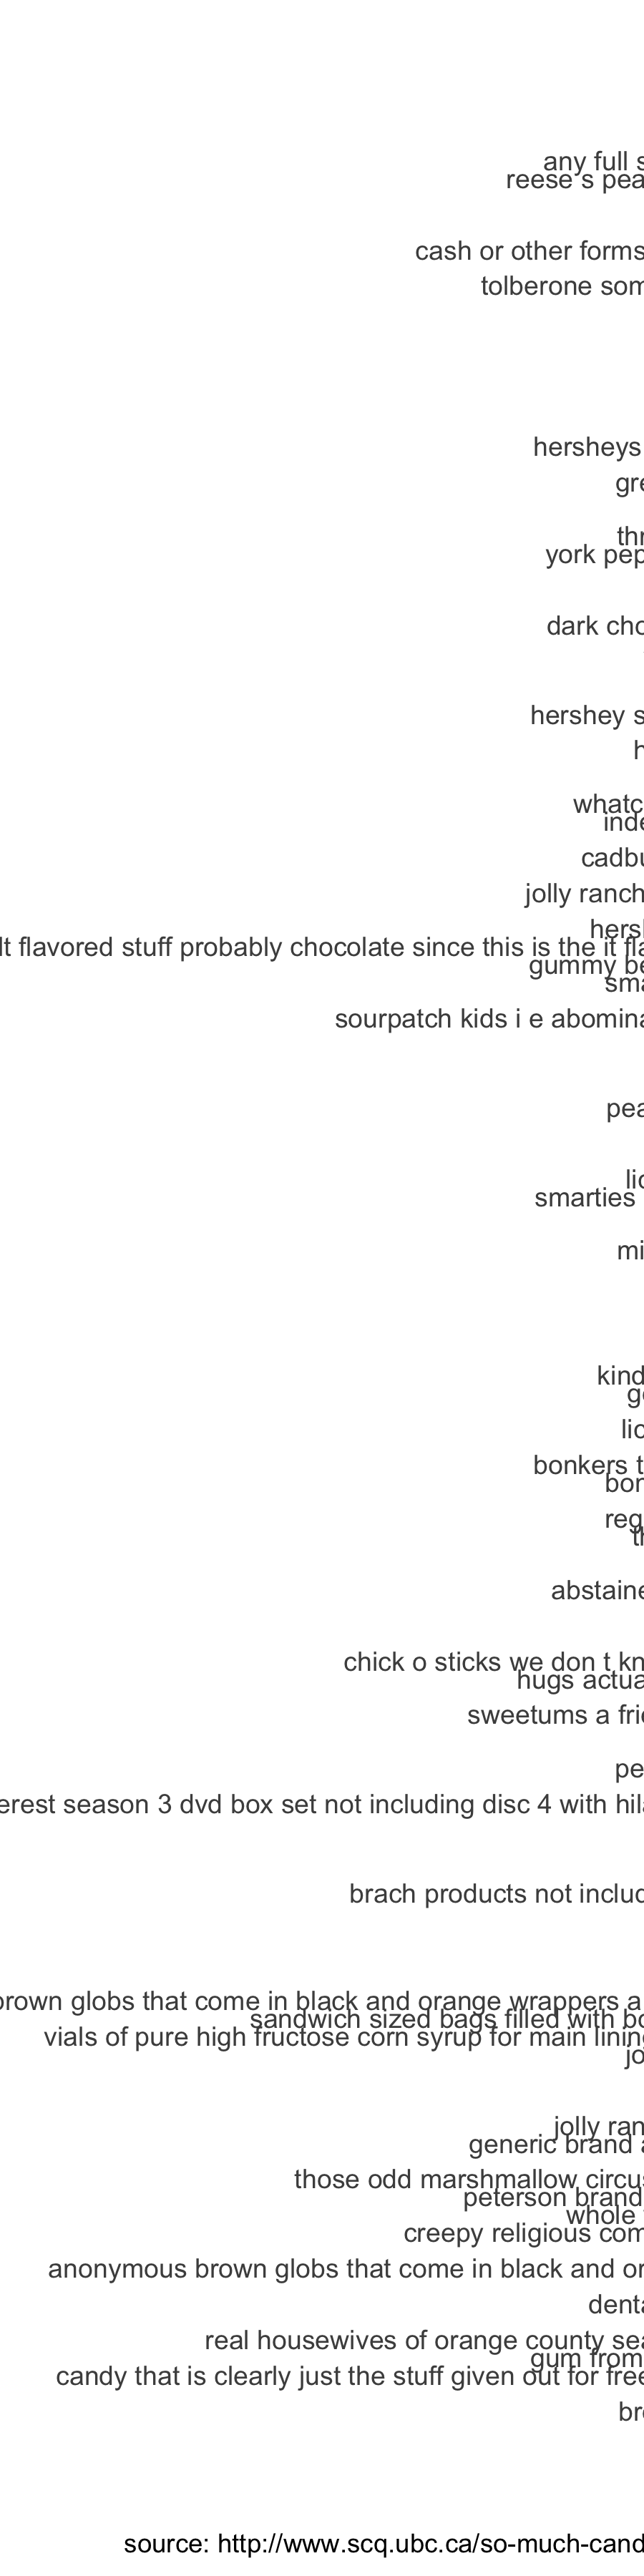 any full s
reese s pea
cash or other forms
tolberone som
hersheys
gre
thr
york pep
dark cho
hershey s
h
whatc
inde
cadbu
jolly ranch
hersh
lt flavored stuff probably chocolate since this is the it fla
gummy be
sma
sourpatch kids i e abomina
pea
lic
smarties
mi
kind
go
lic
bonkers t
bon
reg
th
abstaine
chick o sticks we don t kn
hugs actua
sweetums a frie
pe
erest season 3 dvd box set not including disc 4 with hila
brach products not includ
brown globs that come in black and orange wrappers a
sandwich sized bags filled with bo
vials of pure high fructose corn syrup for main lining
jo
jolly ran
generic brand a
those odd marshmallow circus
peterson brand
whole
creepy religious com
anonymous brown globs that come in black and or
denta
real housewives of orange county sea
gum from
candy that is clearly just the stuff given out for free
bro
source: http://www.scq.ubc.ca/so-much-cand